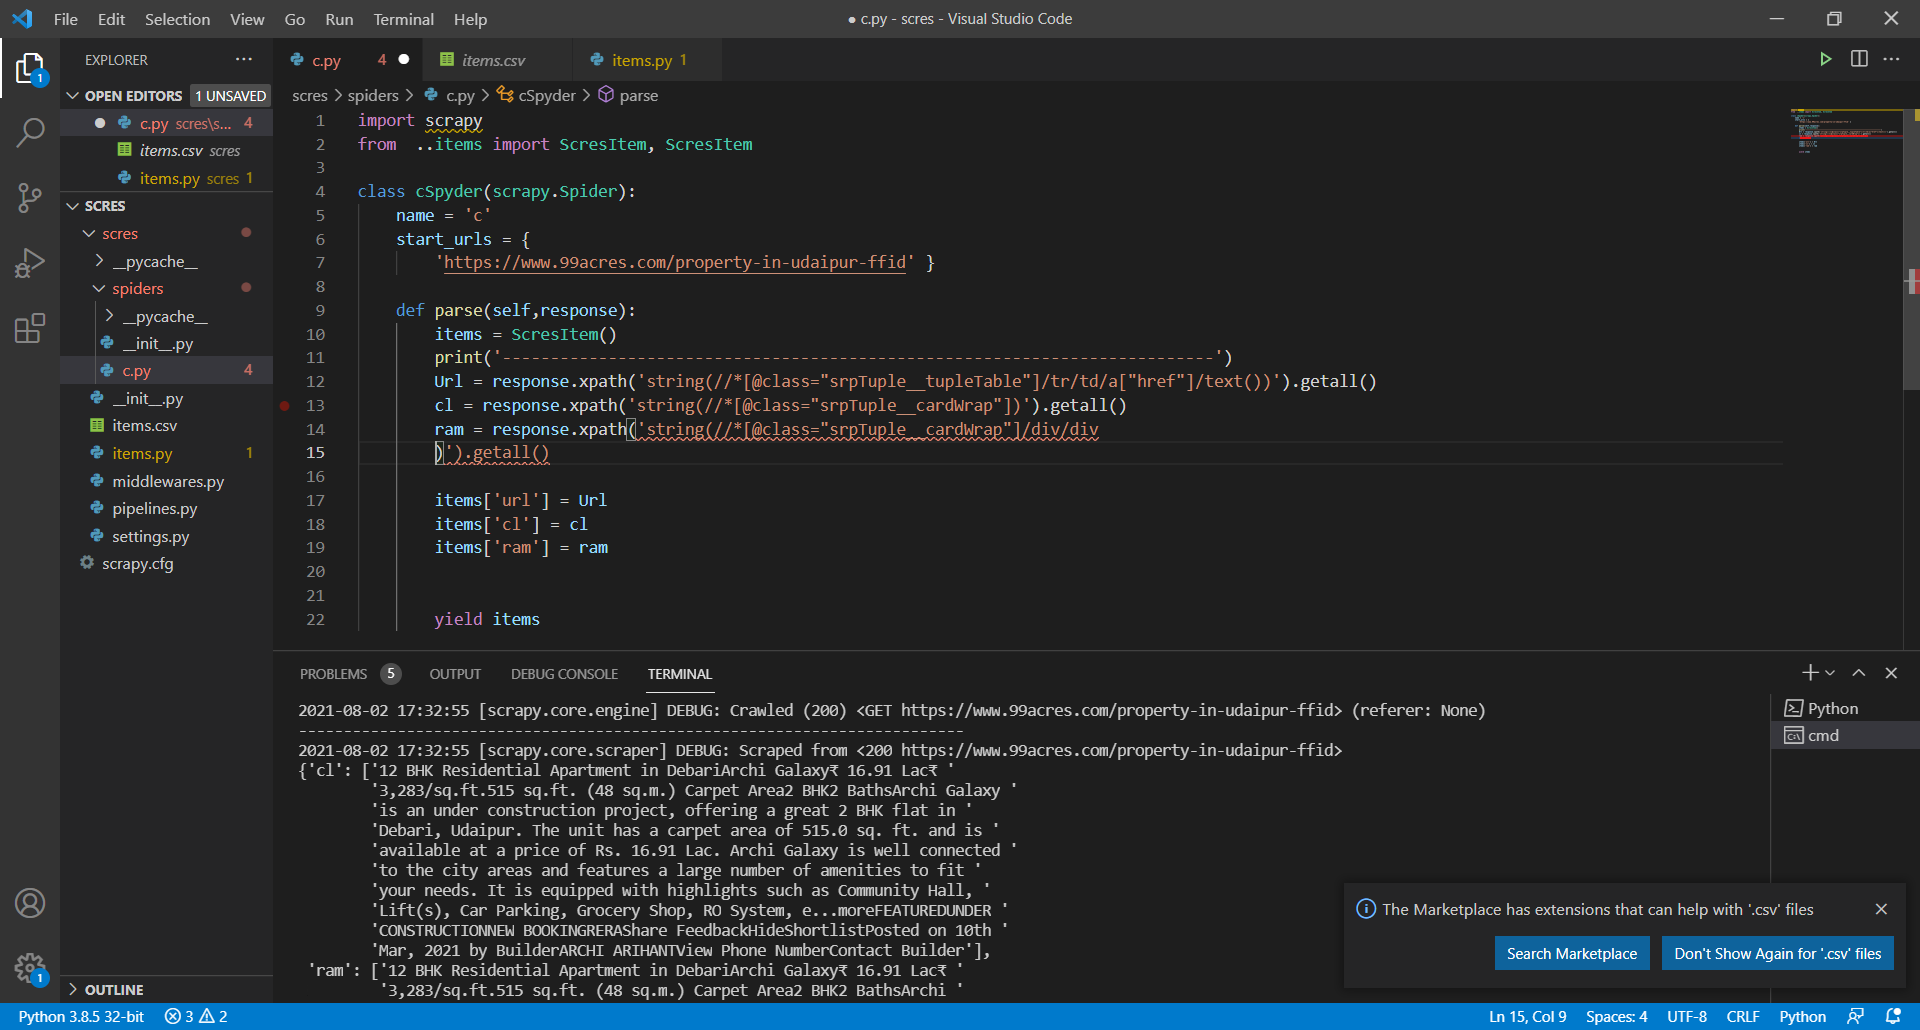 File Edit Selection View Go Run Terminal Help
● c.py - scres - Visual Studio Code
EXPLORER
OPEN EDITORS 1 UNSAVED
c.py scres\s... 4
items.csv scres
items.py scres 1
SCRES
scres
__pycache__
spiders
__pycache__
__init__.py
c.py 4
__init__.py
items.csv
items.py 1
middlewares.py
pipelines.py
settings.py
scrapy.cfg
OUTLINE
1
1
c.py 4
items.csv
items.py 1
scres > spiders > c.py > cSpyder > parse
1 import scrapy
2 from ..items import ScresItem, ScresItem
3
4 class cSpyder(scrapy.Spider):
5 name = 'c'
6 start_urls = {
7 'https://www.99acres.com/property-in-udaipur-ffid' }
8
9 def parse(self,response):
10 items = ScresItem()
11 print('--------------------------------------------------------------------------')
12 Url = response.xpath('string(//*[@class="srpTuple__tupleTable"]/tr/td/a["href"]/text())').getall()
13 cl = response.xpath('string(//*[@class="srpTuple__cardWrap"])').getall()
14 ram = response.xpath('string(//*[@class="srpTuple__cardWrap"]/div/div
15 )').getall()
16
17 items['url'] = Url
18 items['cl'] = cl
19 items['ram'] = ram
20
21
22 yield items
PROBLEMS 5 OUTPUT DEBUG CONSOLE TERMINAL
2021-08-02 17:32:55 [scrapy.core.engine] DEBUG: Crawled (200) <GET https://www.99acres.com/property-in-udaipur-ffid> (referer: None)
--------------------------------------------------------------------------
2021-08-02 17:32:55 [scrapy.core.scraper] DEBUG: Scraped from <200 https://www.99acres.com/property-in-udaipur-ffid>
{'cl': ['12 BHK Residential Apartment in DebariArchi Galaxy₹ 16.91 Lac₹ '
'3,283/sq.ft.515 sq.ft. (48 sq.m.) Carpet Area2 BHK2 BathsArchi Galaxy '
'is an under construction project, offering a great 2 BHK flat in '
'Debari, Udaipur. The unit has a carpet area of 515.0 sq. ft. and is '
'available at a price of Rs. 16.91 Lac. Archi Galaxy is well connected '
'to the city areas and features a large number of amenities to fit '
'your needs. It is equipped with highlights such as Community Hall, '
'Lift(s), Car Parking, Grocery Shop, RO System, e...moreFEATUREDUNDER '
'CONSTRUCTIONNEW BOOKINGRERAShare FeedbackHideShortlistPosted on 10th '
'Mar, 2021 by BuilderARCHI ARIHANTView Phone NumberContact Builder'],
'ram': ['12 BHK Residential Apartment in DebariArchi Galaxy₹ 16.91 Lac₹ '
'3,283/sq.ft.515 sq.ft. (48 sq.m.) Carpet Area2 BHK2 BathsArchi '
Python
cmd
The Marketplace has extensions that can help with '.csv' files
Search Marketplace Don't Show Again for '.csv' files
Python 3.8.5 32-bit 3 2 Ln 15, Col 9 Spaces: 4 UTF-8 CRLF Python